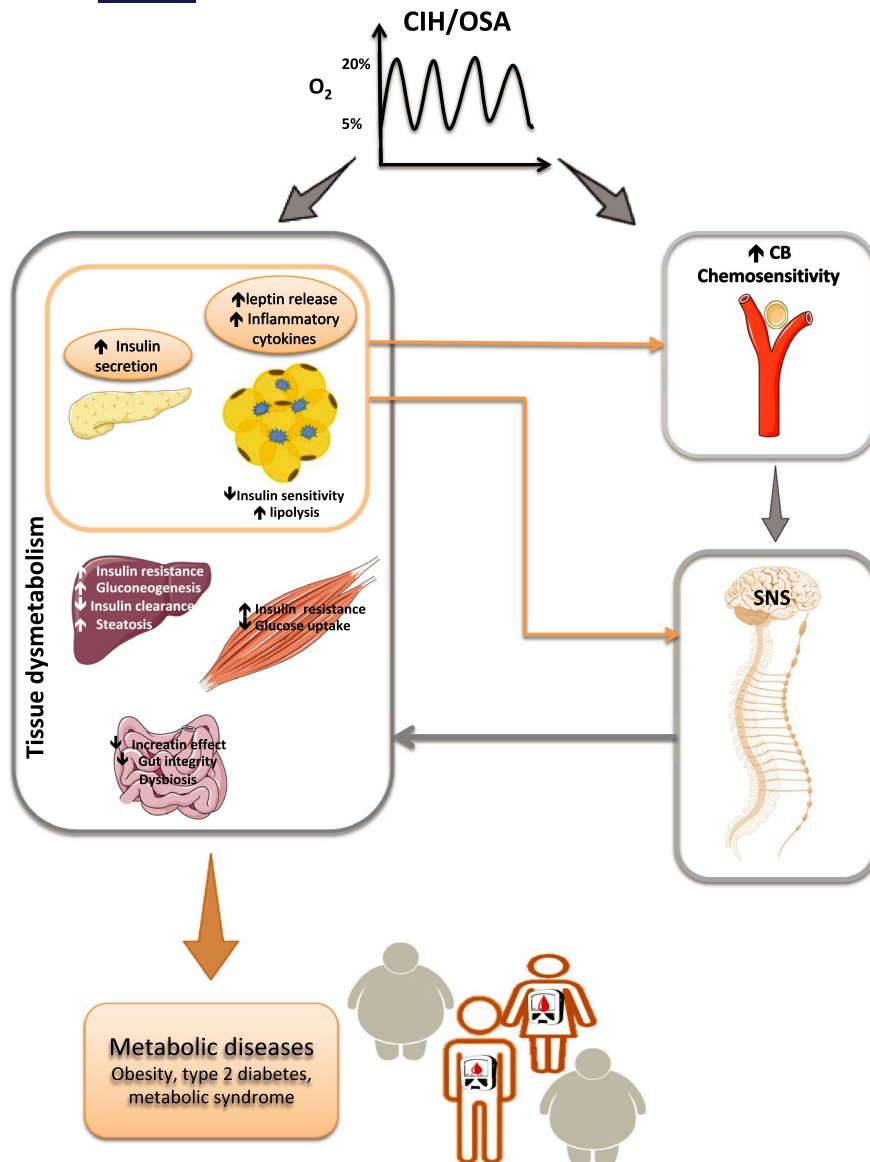 CIH/OSA
20%
O2
5%
↑ CB
Chemosensitivity
↑leptin release
↑ Inflammatory
cytokines
↑ Insulin
secretion
↓Insulin sensitivity
↑ lipolysis
Tissue dysmetabolism
↑ Insulin resistance
↑ Gluconeogenesis
↓ Insulin clearance
↑ Steatosis
↑ Insulin resistance
↓ Glucose uptake
SNS
↓ Increatin effect
↓ Gut integrity
Dysbiosis
Metabolic diseases
Obesity, type 2 diabetes,
metabolic syndrome